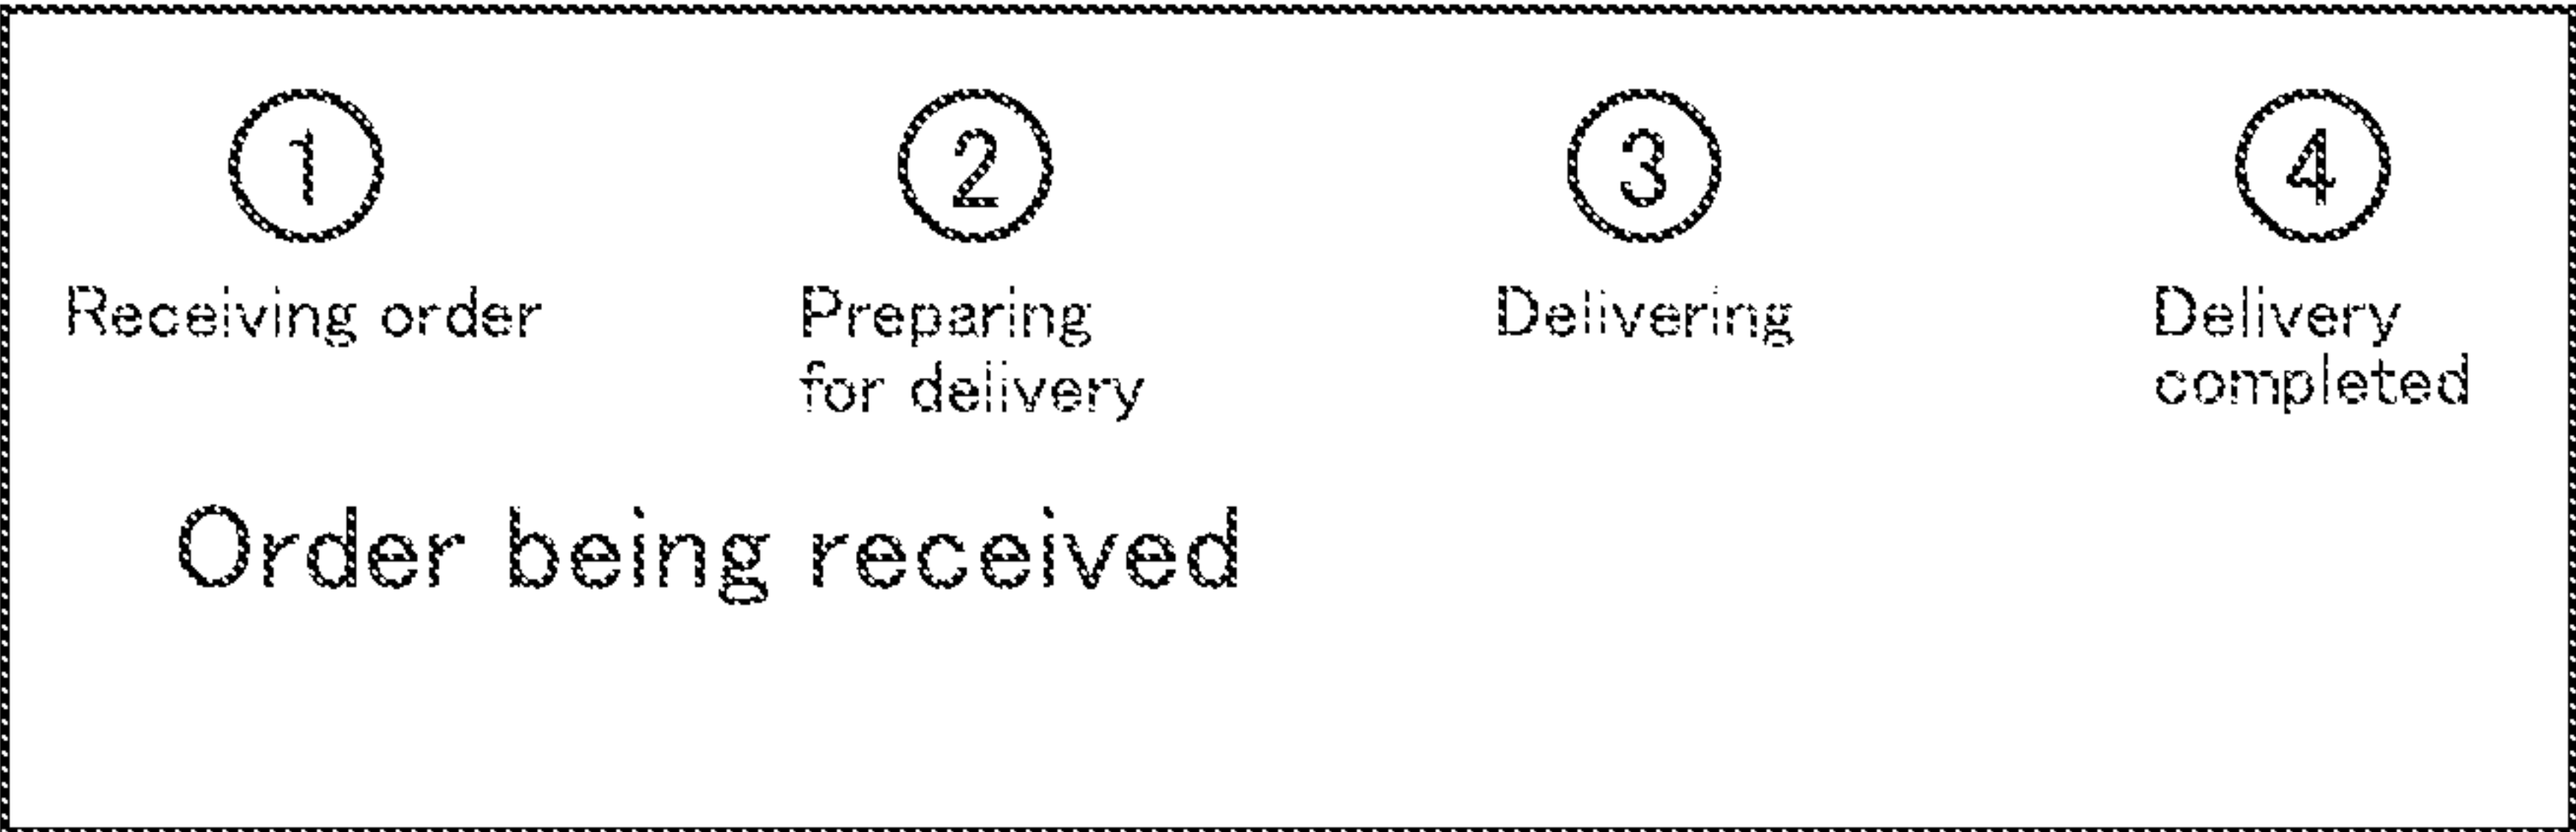 1
2
3
4
Receiving order
Preparing
for delivery
Delivering
Delivery
completed
Order being received